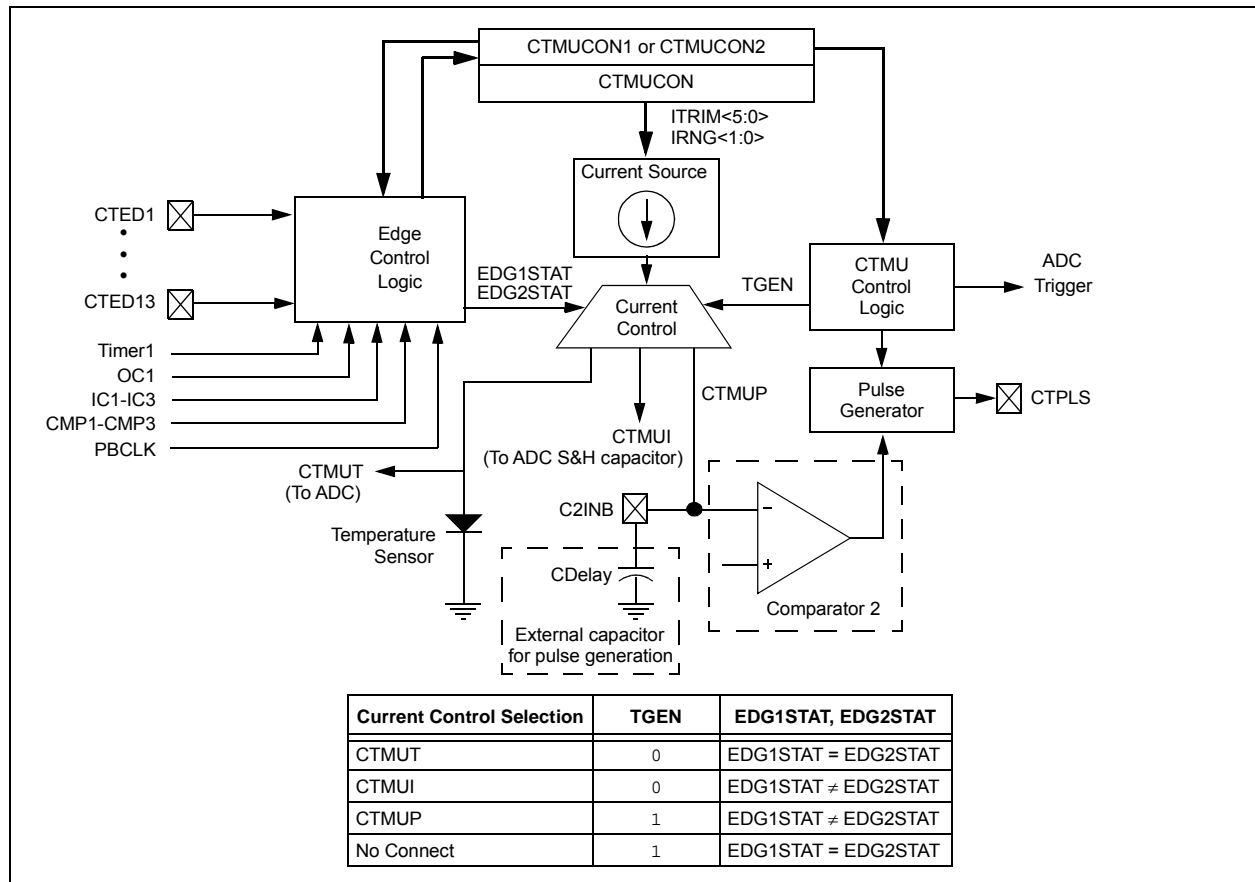 CTMUCON1 or CTMUCON2
CTMUCON
ITRIM<5:0>
IRNG<1:0>
Current Source
CTED1
CTED13
Edge
Control
Logic
EDG1STAT
EDG2STAT
Current
Control
TGEN
CTMU
Control
Logic
ADC
Trigger
Timer1
OC1
IC1-IC3
CMP1-CMP3
PBCLK
CTMUP
Pulse
Generator
CTPLS
CTMUI
(To ADC S&H capacitor)
CTMUT
(To ADC)
C2INB
Temperature
Sensor
CDelay
–
+
Comparator 2
External capacitor
for pulse generation
Current Control Selection TGEN EDG1STAT, EDG2STAT
CTMUT 0 EDG1STAT = EDG2STAT
CTMUI 0 EDG1STAT ≠ EDG2STAT
CTMUP 1 EDG1STAT ≠ EDG2STAT
No Connect 1 EDG1STAT = EDG2STAT